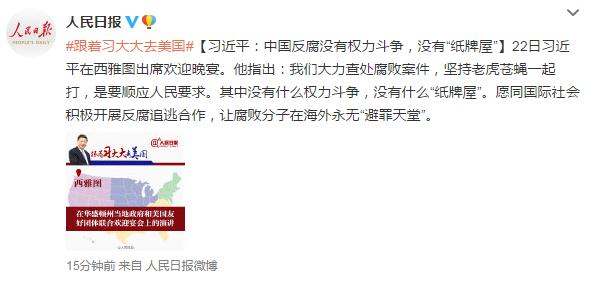 人民日报
PEOPLE'S DAILY
人民日报
V
#跟着习大大去美国#【习近平：中国反腐没有权力斗争，没有“纸牌屋”】22日习近
平在西雅图出席欢迎晚宴。他指出：我们大力查处腐败案件，坚持老虎苍蝇一起
打，是要顺应人民要求。其中没有什么权力斗争，没有什么“纸牌屋”。愿同国际社会
积极开展反腐追逃合作，让腐败分子在海外永无“避罪天堂”。
人民日报
跟着习大大去美国
西雅图
在华盛顿州当地政府和美国友
好团体联合欢迎宴会上的演讲
15分钟前 来自 人民日报微博